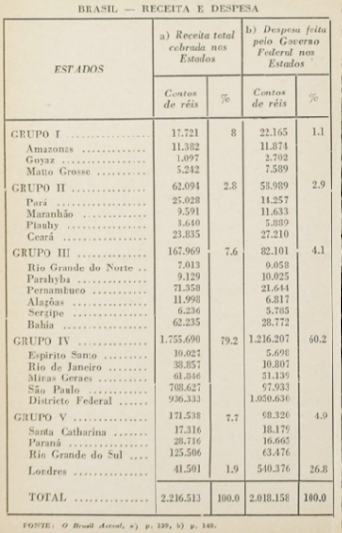 BRASIL — RECEITA E DESPESA
ESTADOS
a) Receita total cobrada nos Estados
b) Despesa feita pelo Governo Federal nos Estados
Contos de réis % Contos de réis %
GRUPO I .................. 17.721 8 22.165 1.1
Amazonas .............. 11.382 11.874
Goyaz .................. 1.097 2.702
Matto Grosso .......... 5.242 7.589
GRUPO II ................. 62.094 2.8 58.989 2.9
Pará ................... 25.028 14.257
Maranhão .............. 9.591 11.633
Piauhy ................. 3.640 5.889
Ceará .................. 23.835 27.210
GRUPO III ................ 167.969 7.6 82.101 4.1
Rio Grande do Norte .. 7.013 9.058
Parahyba .............. 9.129 10.025
Pernambuco ............ 71.358 21.644
Alagôas ................ 11.998 6.817
Sergipe ................ 6.236 5.785
Bahia .................. 62.235 28.772
GRUPO IV ................. 1.755.690 79.2 1.216.207 60.2
Espirito Santo ......... 10.027 5.698
Rio de Janeiro ......... 38.857 10.807
Minas Geraes .......... 61.846 51.139
São Paulo .............. 708.627 97.933
Districto Federal ...... 936.333 1.050.630
GRUPO V .................. 171.538 7.7 98.320 4.9
Santa Catharina ....... 17.316 18.179
Paraná ................. 28.716 16.665
Rio Grande do Sul .... 125.506 63.476
Londres ................ 41.501 1.9 540.376 26.8
TOTAL .................. 2.216.513 100.0 2.018.158 100.0
FONTE: O Brasil Actual, a) p. 139, b) p. 140.